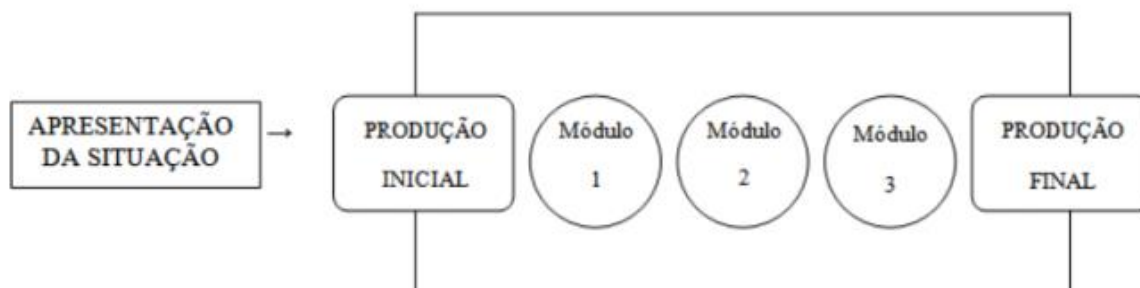 APRESENTAÇÃO
DA SITUAÇÃO
→
PRODUÇÃO
INICIAL
Módulo
1
Módulo
2
Módulo
3
PRODUÇÃO
FINAL